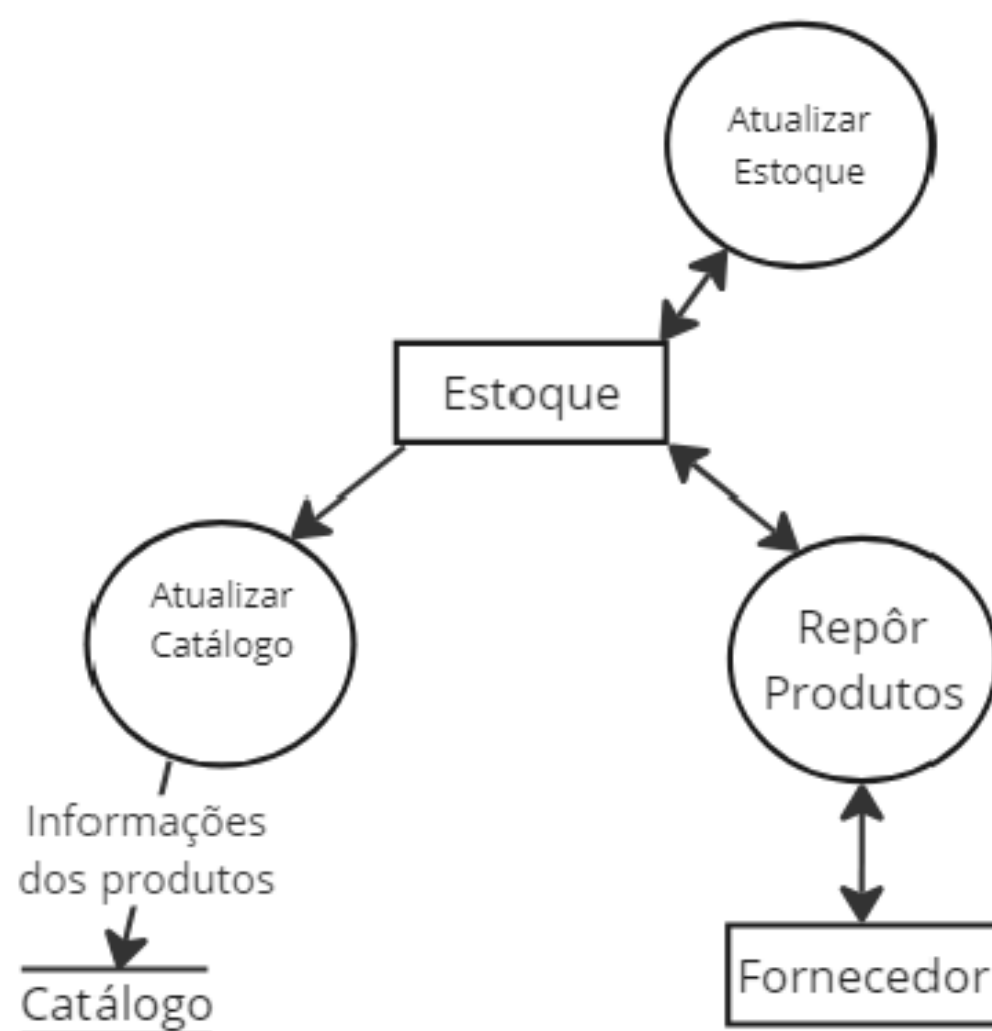 Atualizar
Estoque
Estoque
Atualizar
Catálogo
Repôr
Produtos
Informações
dos produtos
Fornecedor
Catálogo